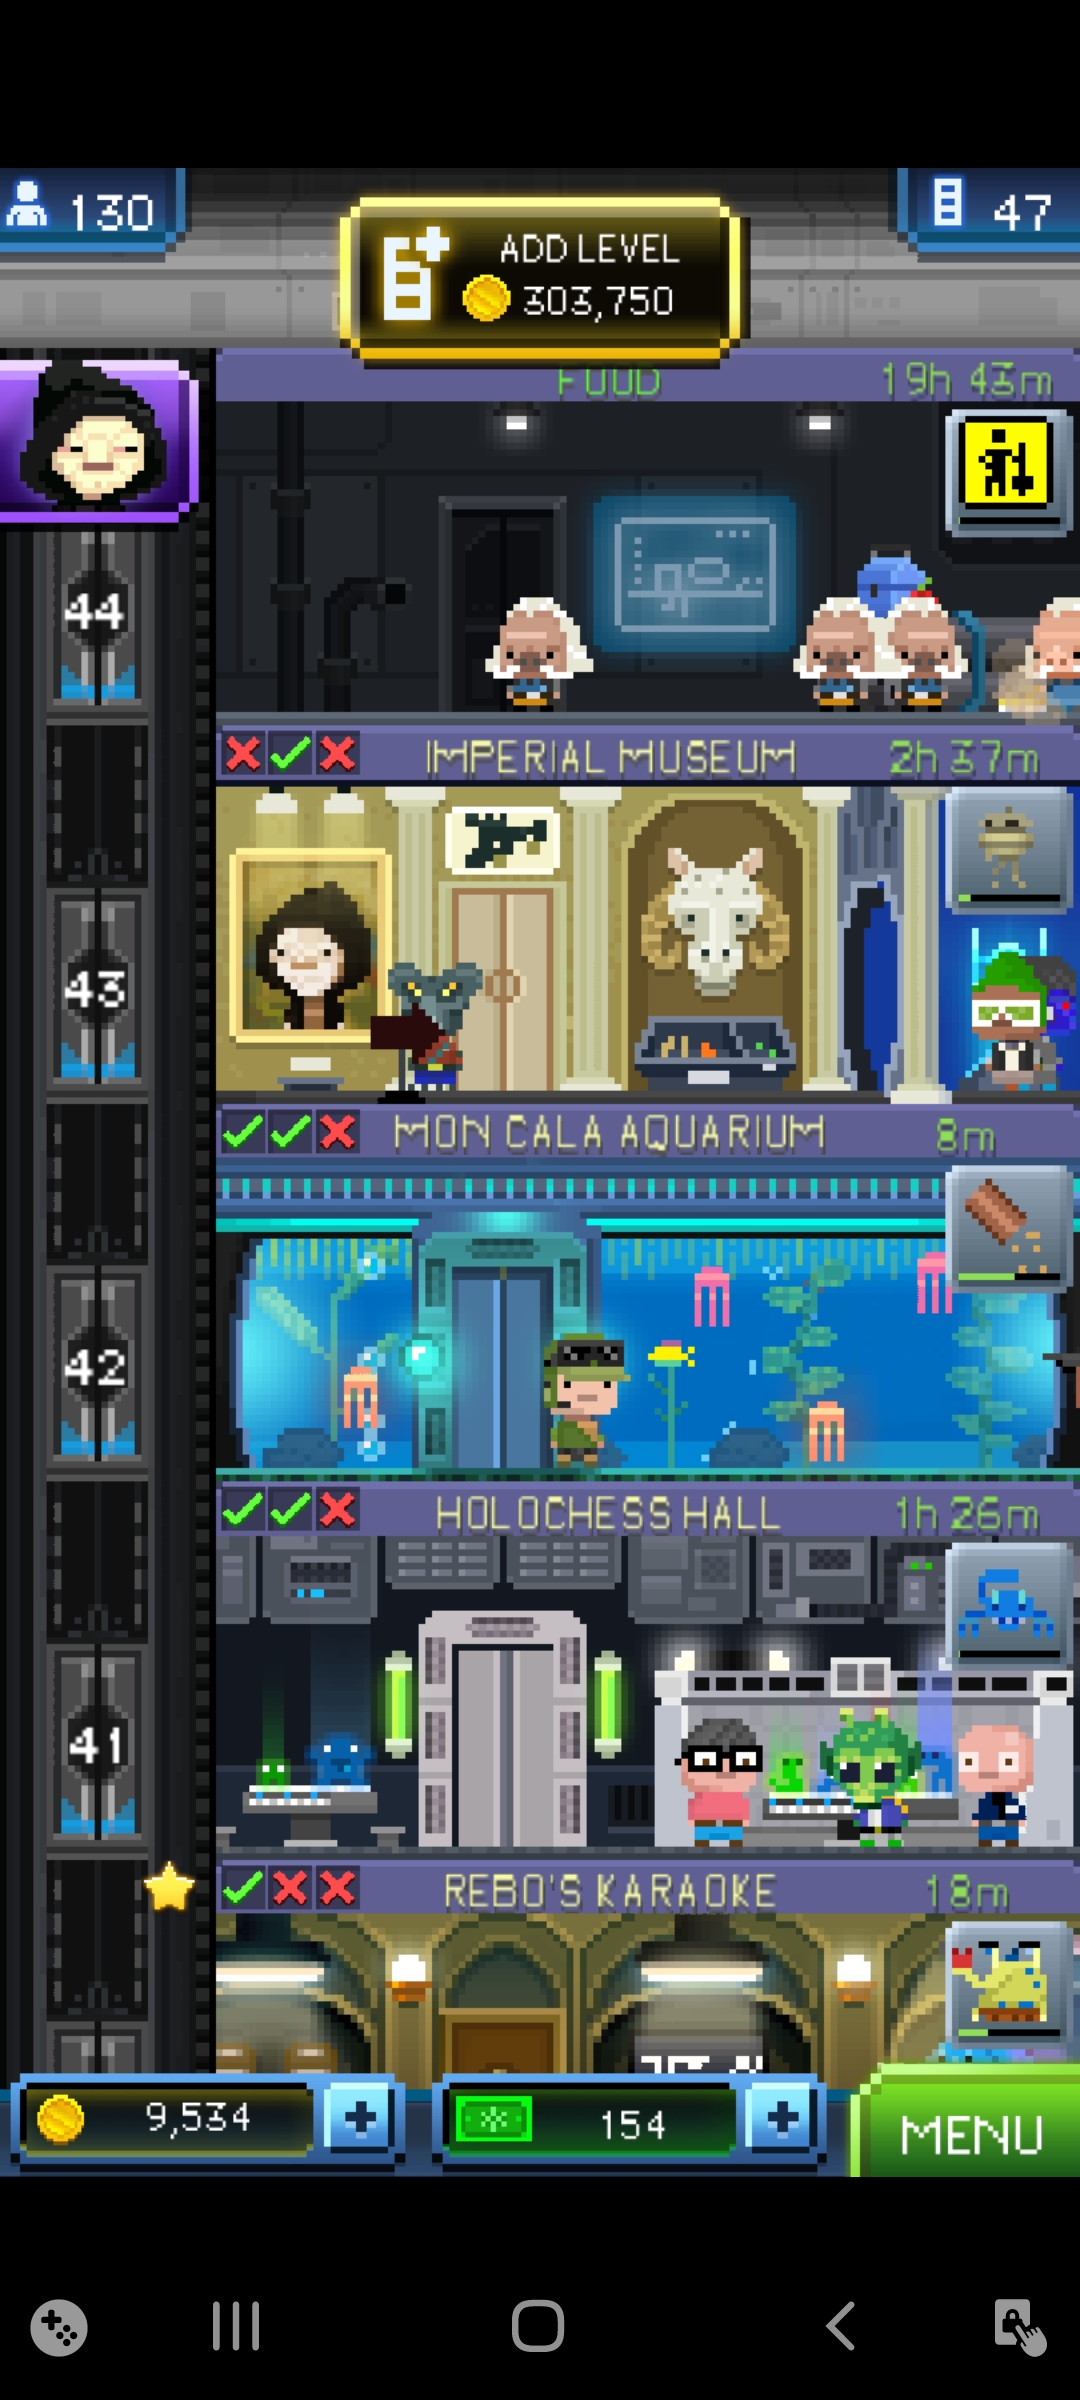 130
ADD LEVEL
303,750
47
FOOD
19h 43m
44
IMPERIAL MUSEUM
2h 37m
43
MON CALA AQUARIUM
8m
42
HOLOCHESS HALL
1h 26m
41
REBO'S KARAOKE
18m
9,534
154
MENU